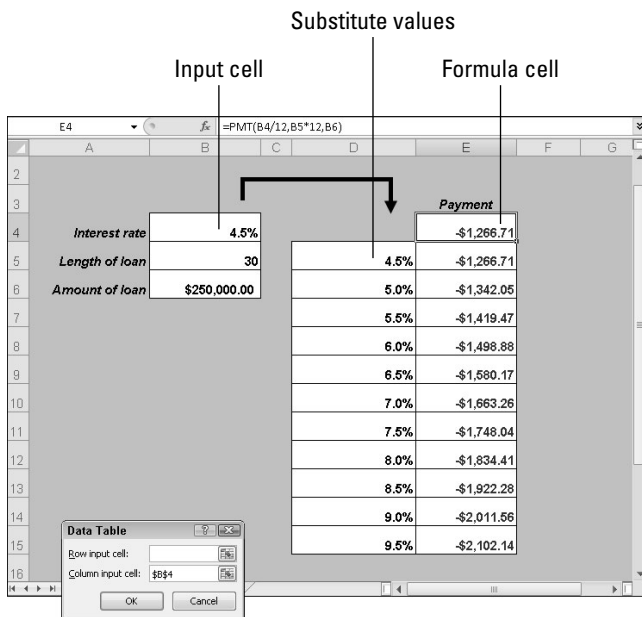 Substitute values
Input cell Formula cell
E4 fx =PMT(B4/12,B5*12,B6)
A B C D E F G
2
3 Payment
4 Interest rate 4.5% -$1,266.71
5 Length of loan 30 4.5% -$1,266.71
6 Amount of loan $250,000.00 5.0% -$1,342.05
7 5.5% -$1,419.47
8 6.0% -$1,498.88
9 6.5% -$1,580.17
10 7.0% -$1,663.26
11 7.5% -$1,748.04
12 8.0% -$1,834.41
13 8.5% -$1,922.28
14 9.0% -$2,011.56
15 9.5% -$2,102.14
16
Data Table
Row input cell:
Column input cell: $B$4
OK Cancel